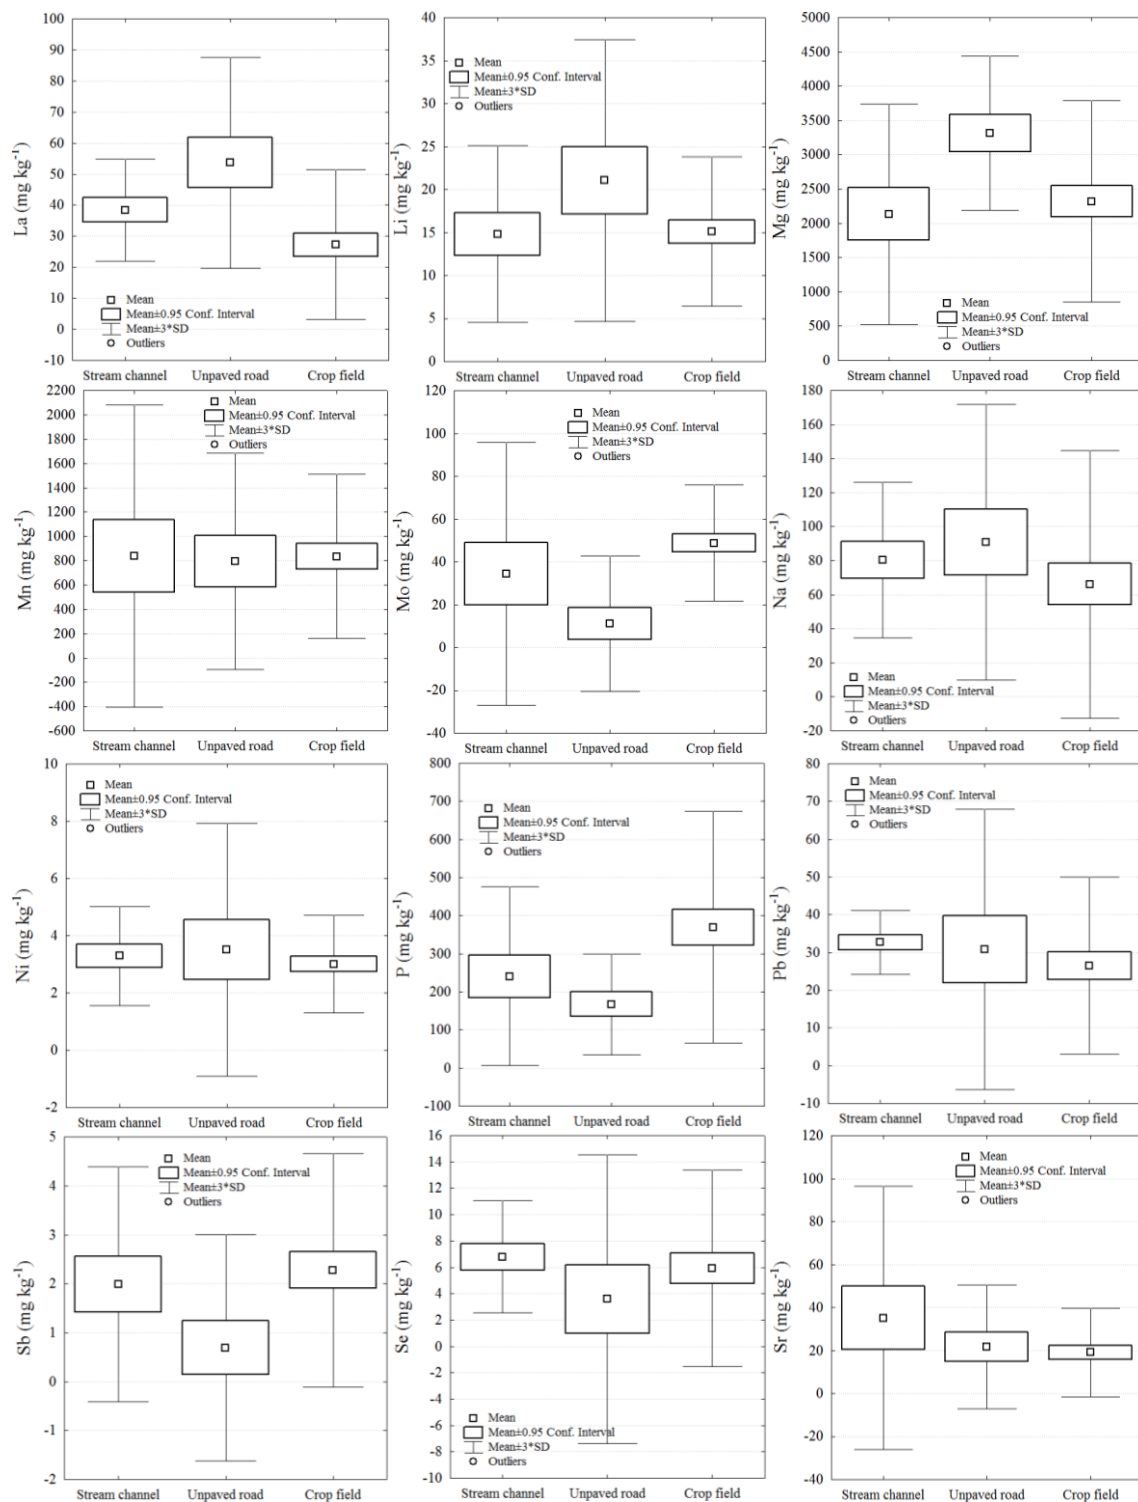 La (mg kg⁻¹)
100
90
80
70
60
50
40
30
20
10
0
-10
Mean
Mean±0.95 Conf. Interval
Mean±3*SD
Outliers
Stream channel Unpaved road Crop field
Li (mg kg⁻¹)
40
35
30
25
20
15
10
5
0
Mean
Mean±0.95 Conf. Interval
Mean±3*SD
Outliers
Stream channel Unpaved road Crop field
Mg (mg kg⁻¹)
5000
4500
4000
3500
3000
2500
2000
1500
1000
500
0
Mean
Mean±0.95 Conf. Interval
Mean±3*SD
Outliers
Stream channel Unpaved road Crop field
Mn (mg kg⁻¹)
2200
2000
1800
1600
1400
1200
1000
800
600
400
200
0
-200
-400
-600
Mean
Mean±0.95 Conf. Interval
Mean±3*SD
Outliers
Stream channel Unpaved road Crop field
Mo (mg kg⁻¹)
120
100
80
60
40
20
0
-20
-40
Mean
Mean±0.95 Conf. Interval
Mean±3*SD
Outliers
Stream channel Unpaved road Crop field
Na (mg kg⁻¹)
180
160
140
120
100
80
60
40
20
0
-20
Mean
Mean±0.95 Conf. Interval
Mean±3*SD
Outliers
Stream channel Unpaved road Crop field
Ni (mg kg⁻¹)
10
8
6
4
2
0
-2
Mean
Mean±0.95 Conf. Interval
Mean±3*SD
Outliers
Stream channel Unpaved road Crop field
P (mg kg⁻¹)
800
700
600
500
400
300
200
100
0
-100
Mean
Mean±0.95 Conf. Interval
Mean±3*SD
Outliers
Stream channel Unpaved road Crop field
Pb (mg kg⁻¹)
80
70
60
50
40
30
20
10
0
-10
Mean
Mean±0.95 Conf. Interval
Mean±3*SD
Outliers
Stream channel Unpaved road Crop field
Sb (mg kg⁻¹)
5
4
3
2
1
0
-1
-2
Mean
Mean±0.95 Conf. Interval
Mean±3*SD
Outliers
Stream channel Unpaved road Crop field
Se (mg kg⁻¹)
16
14
12
10
8
6
4
2
0
-2
-4
-6
-8
-10
Mean
Mean±0.95 Conf. Interval
Mean±3*SD
Outliers
Stream channel Unpaved road Crop field
Sr (mg kg⁻¹)
120
100
80
60
40
20
0
-20
-40
Mean
Mean±0.95 Conf. Interval
Mean±3*SD
Outliers
Stream channel Unpaved road Crop field